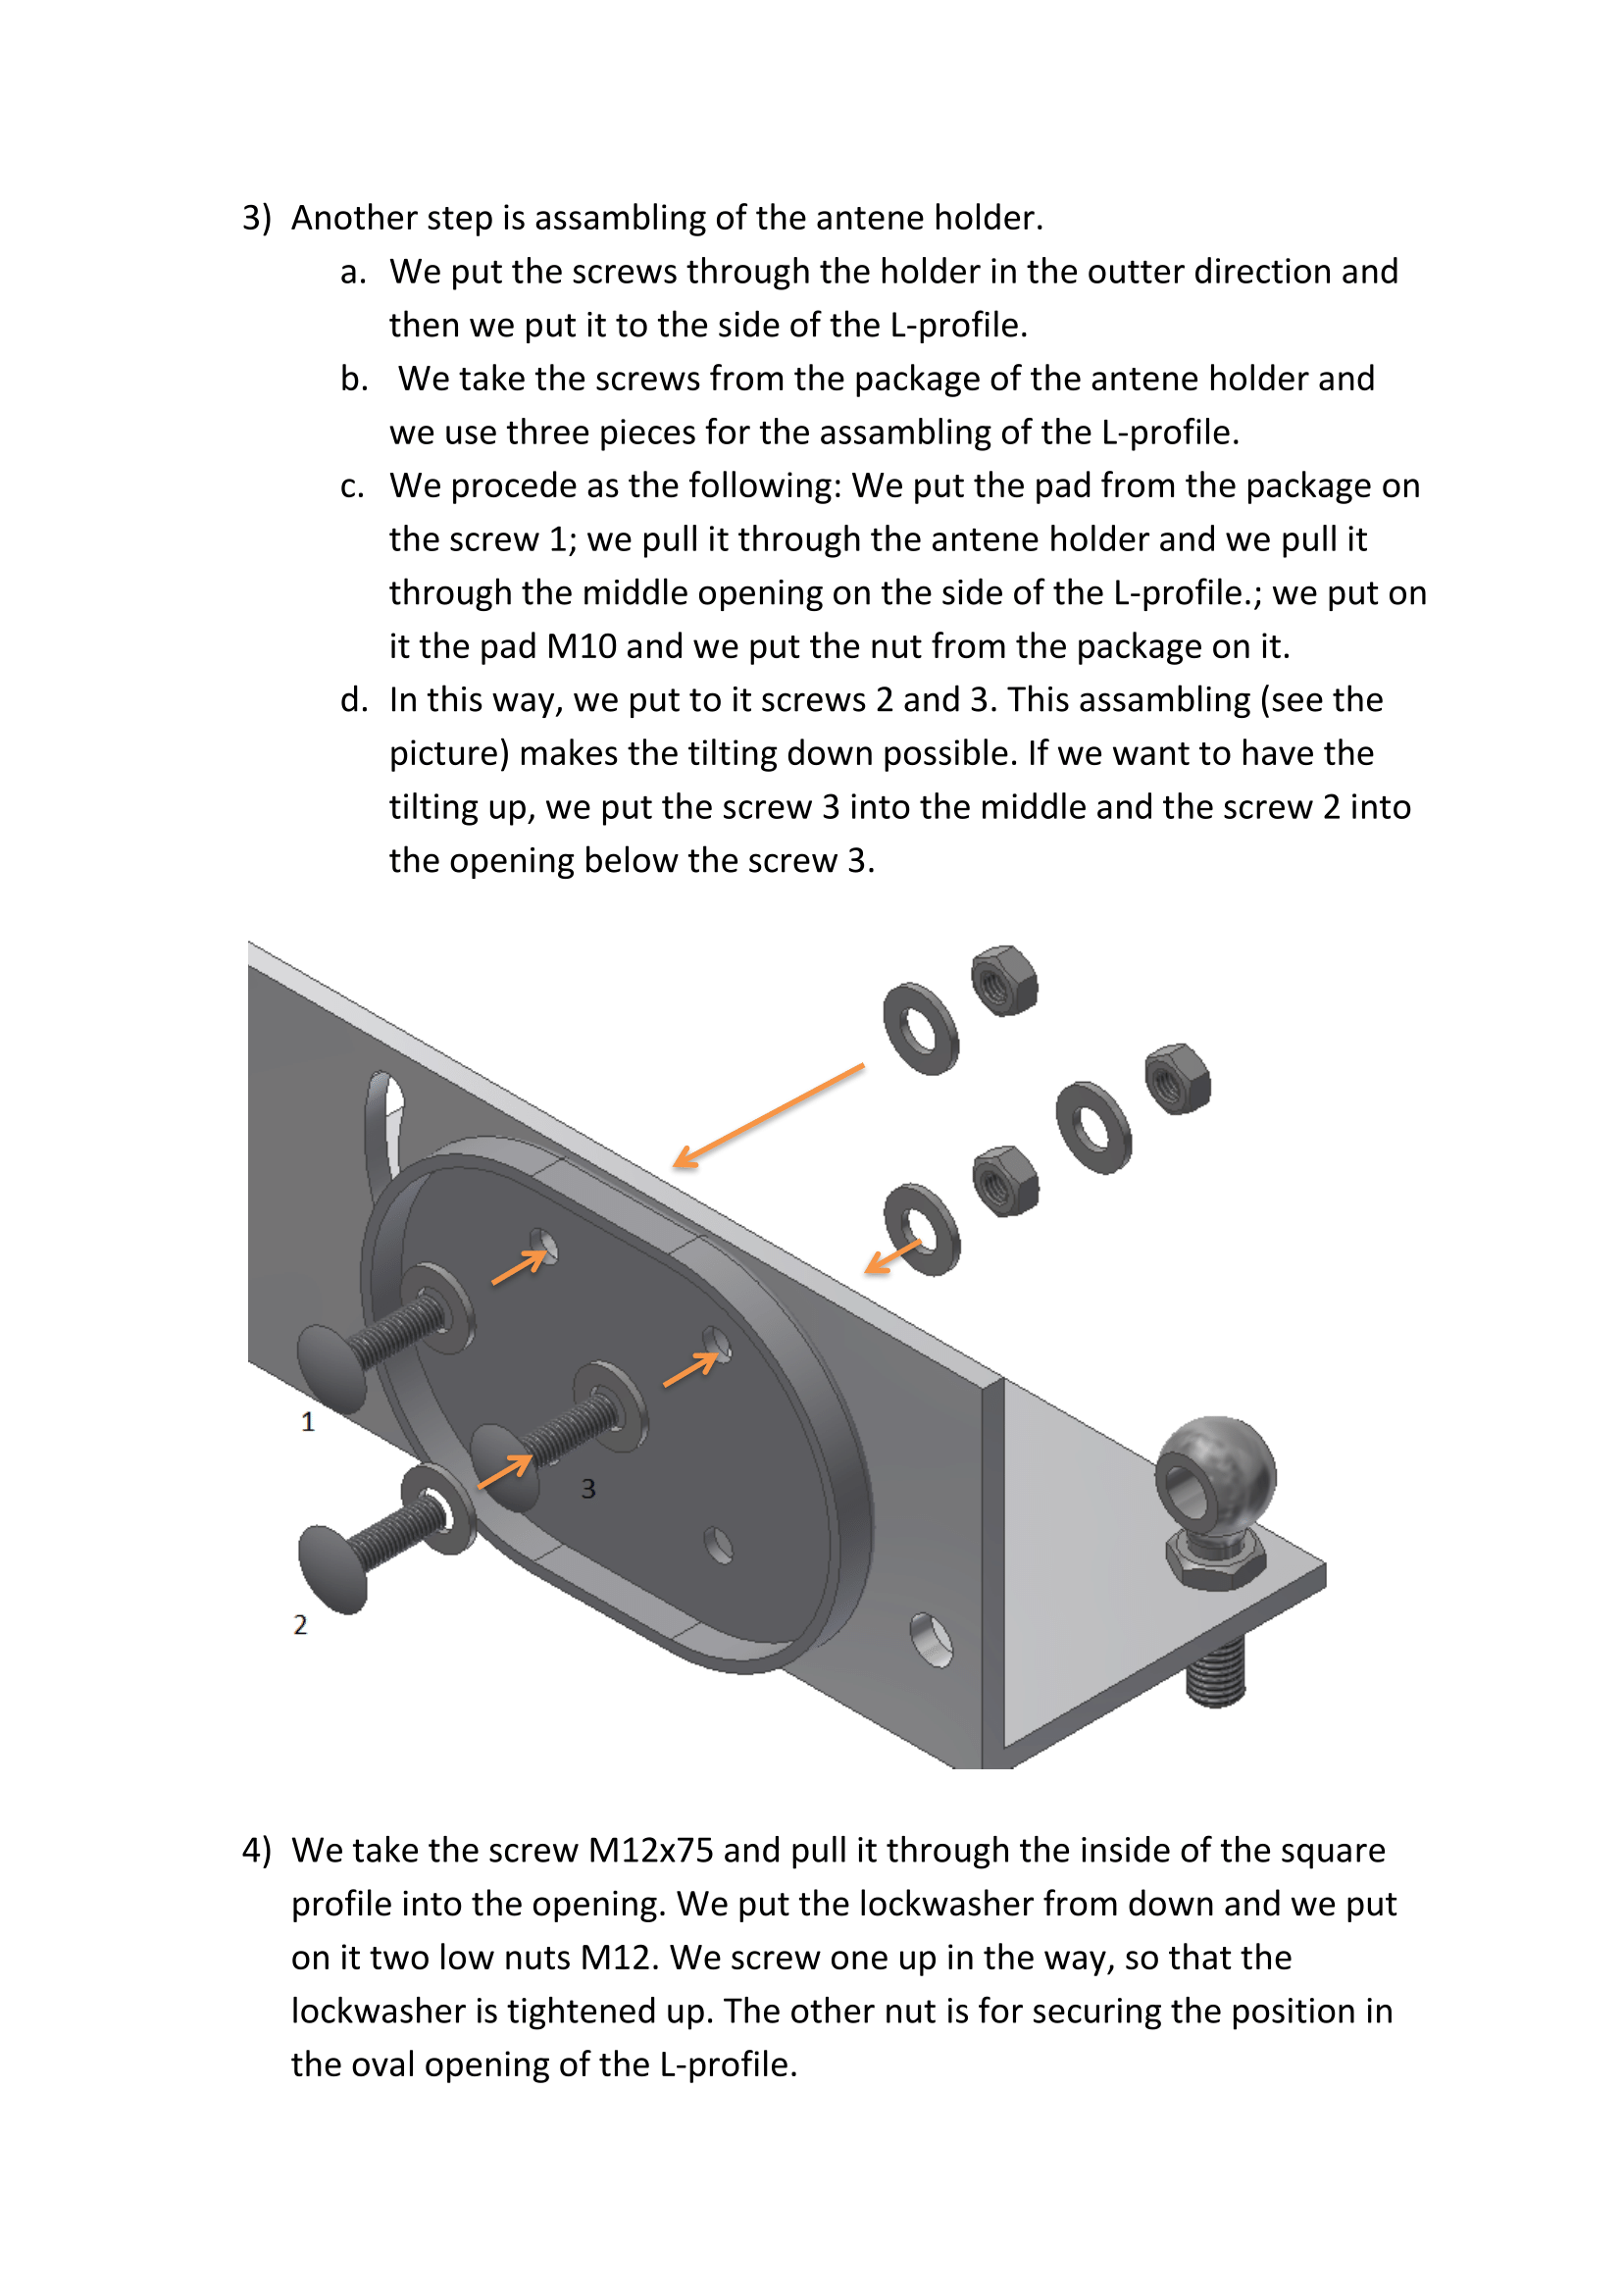 3) Another step is assambling of the antene holder.
a. We put the screws through the holder in the outter direction and
then we put it to the side of the L-profile.
b. We take the screws from the package of the antene holder and
we use three pieces for the assambling of the L-profile.
c. We procede as the following: We put the pad from the package on
the screw 1; we pull it through the antene holder and we pull it
through the middle opening on the side of the L-profile.; we put on
it the pad M10 and we put the nut from the package on it.
d. In this way, we put to it screws 2 and 3. This assambling (see the
picture) makes the tilting down possible. If we want to have the
tilting up, we put the screw 3 into the middle and the screw 2 into
the opening below the screw 3.
1
3
2
4) We take the screw M12x75 and pull it through the inside of the square
profile into the opening. We put the lockwasher from down and we put
on it two low nuts M12. We screw one up in the way, so that the
lockwasher is tightened up. The other nut is for securing the position in
the oval opening of the L-profile.